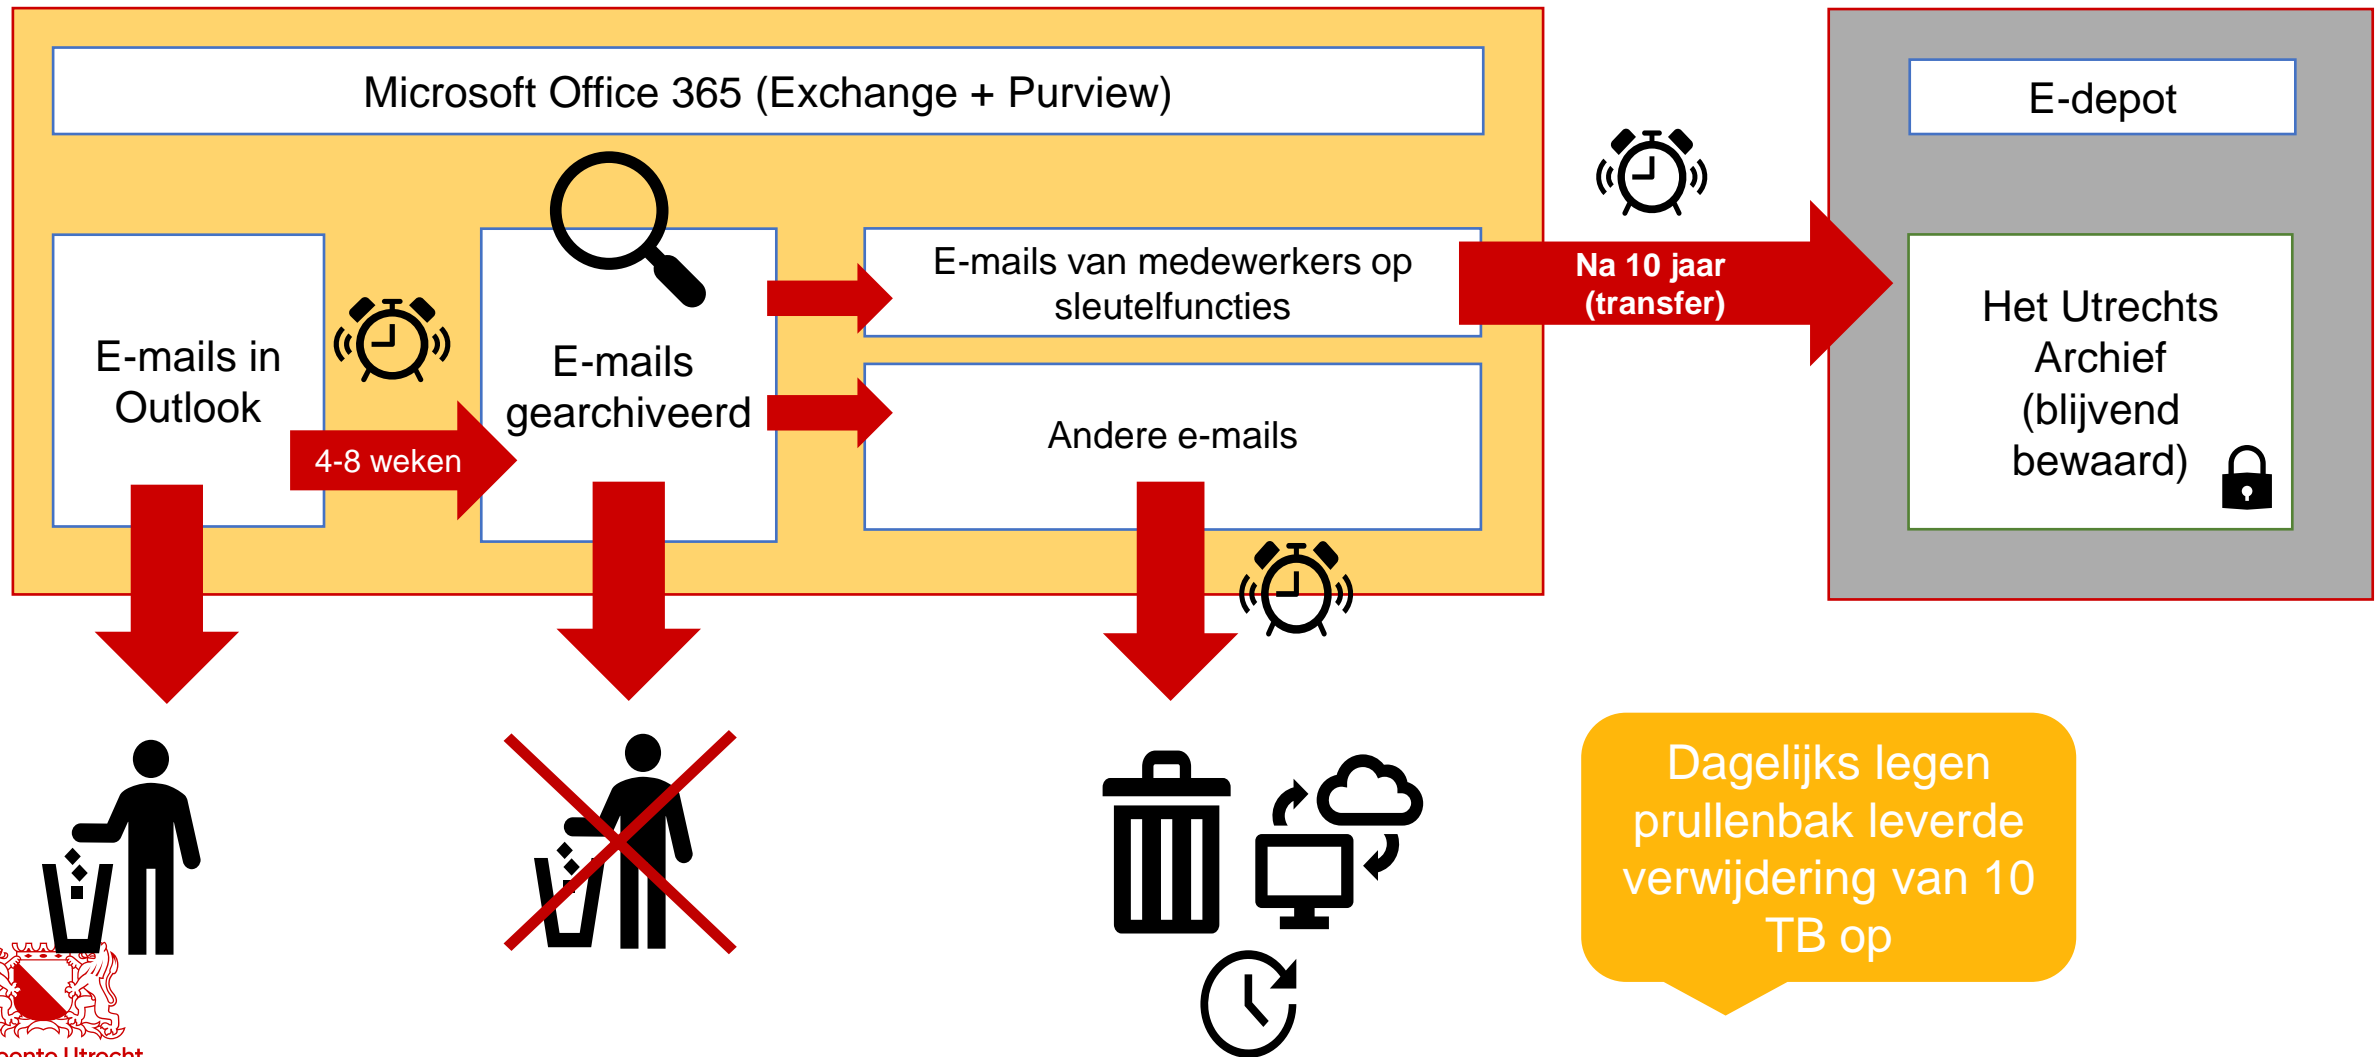 Microsoft Office 365 (Exchange + Purview)
E-depot
E-mails in
Outlook
4-8 weken
E-mails
gearchiveerd
E-mails van medewerkers op
sleutelfuncties
Andere e-mails
Na 10 jaar
(transfer)
Het Utrechts
Archief
(blijvend
bewaard)
Dagelijks legen
prullenbak leverde
verwijdering van 10
TB op
Utrecht